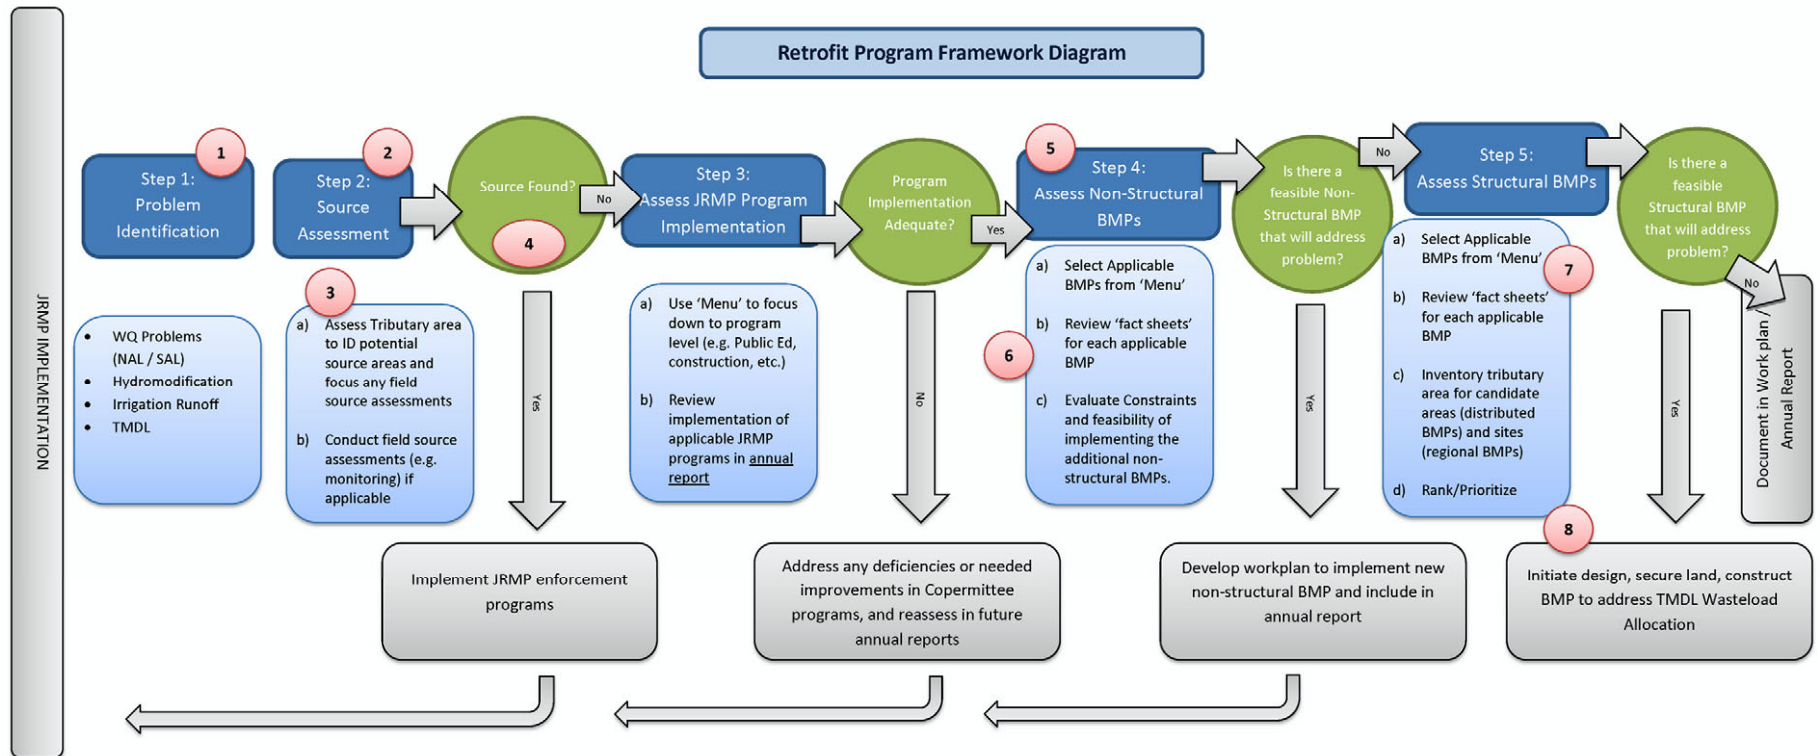 Retrofit Program Framework Diagram
JRMP IMPLEMENTATION
1
Step 1:
Problem
Identification
• WQ Problems
(NAL / SAL)
• Hydromodification
• Irrigation Runoff
• TMDL
2
Step 2:
Source
Assessment
3
a) Assess Tributary area
to ID potential
source areas and
focus any field
source assessments
b) Conduct field source
assessments (e.g.
monitoring) if
applicable
Source Found?
4
No
Yes
Implement JRMP enforcement
programs
Step 3:
Assess JRMP Program
Implementation
a) Use ‘Menu’ to focus
down to program
level (e.g. Public Ed,
construction, etc.)
b) Review
implementation of
applicable JRMP
programs in annual
report
Program
Implementation
Adequate?
Yes
No
Address any deficiencies or needed
improvements in Copermittee
programs, and reassess in future
annual reports
5
Step 4:
Assess Non-Structural
BMPs
6
a) Select Applicable
BMPs from ‘Menu’
b) Review ‘fact sheets’
for each applicable
BMP
c) Evaluate Constraints
and feasibility of
implementing the
additional non-
structural BMPs.
Is there a
feasible Non-
Structural BMP
that will address
problem?
No
Yes
Develop workplan to implement new
non-structural BMP and include in
annual report
Step 5:
Assess Structural BMPs
7
a) Select Applicable
BMPs from ‘Menu’
b) Review ‘fact sheets’
for each applicable
BMP
c) Inventory tributary
area for candidate
areas (distributed
BMPs) and sites
(regional BMPs)
d) Rank/Prioritize
Is there a
feasible
Structural BMP
that will address
problem?
No
Yes
Document in Work plan /
Annual Report
8
Initiate design, secure land, construct
BMP to address TMDL Wasteload
Allocation